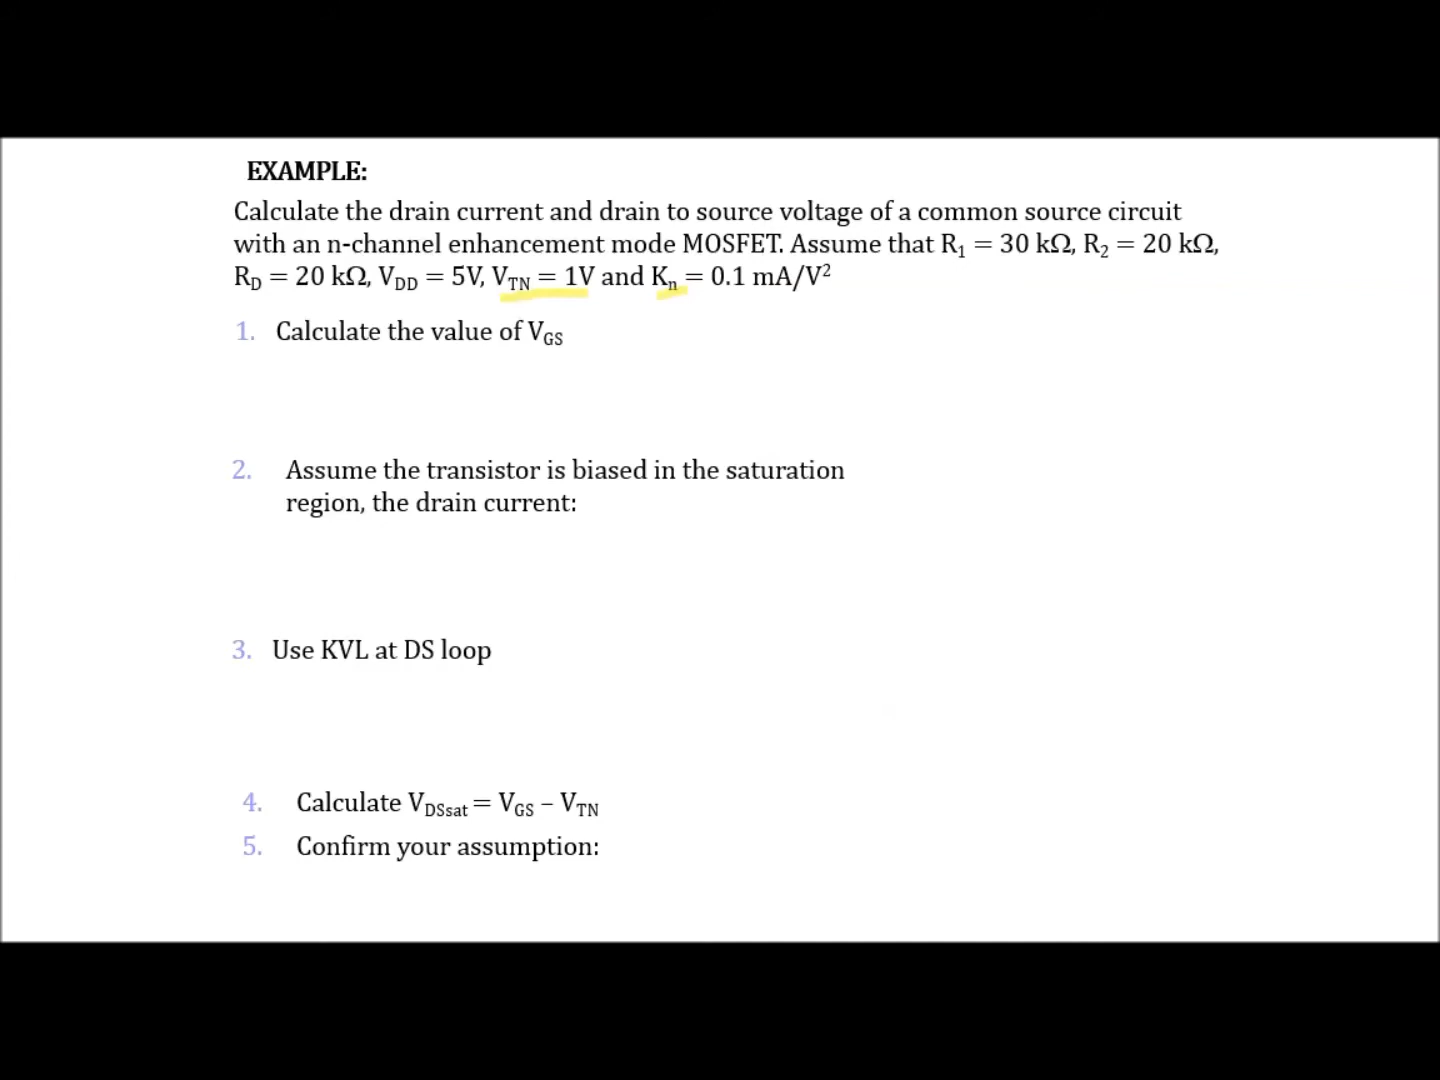 EXAMPLE:
Calculate the drain current and drain to source voltage of a common source circuit
with an n-channel enhancement mode MOSFET. Assume that R₁ = 30 kΩ, R₂ = 20 kΩ,
R_D = 20 kΩ, V_DD = 5V, V_TN = 1V and K_n = 0.1 mA/V²
1. Calculate the value of V_GS
2. Assume the transistor is biased in the saturation
region, the drain current:
3. Use KVL at DS loop
4. Calculate V_DSsat = V_GS – V_TN
5. Confirm your assumption: